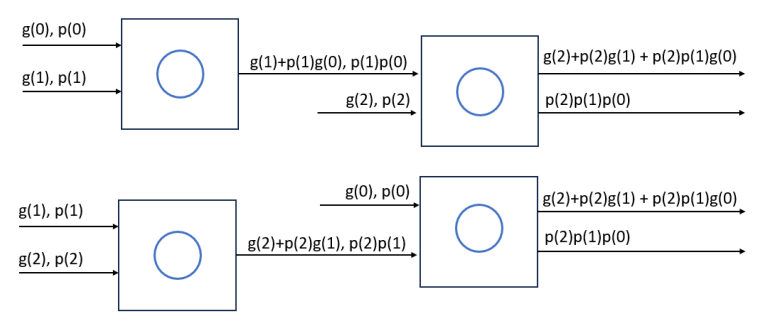 g(0), p(0)
g(1), p(1)
g(1)+p(1)g(0), p(1)p(0)
g(2), p(2)
g(2)+p(2)g(1) + p(2)p(1)g(0)
p(2)p(1)p(0)
g(1), p(1)
g(2), p(2)
g(2)+p(2)g(1), p(2)p(1)
g(0), p(0)
g(2)+p(2)g(1) + p(2)p(1)g(0)
p(2)p(1)p(0)